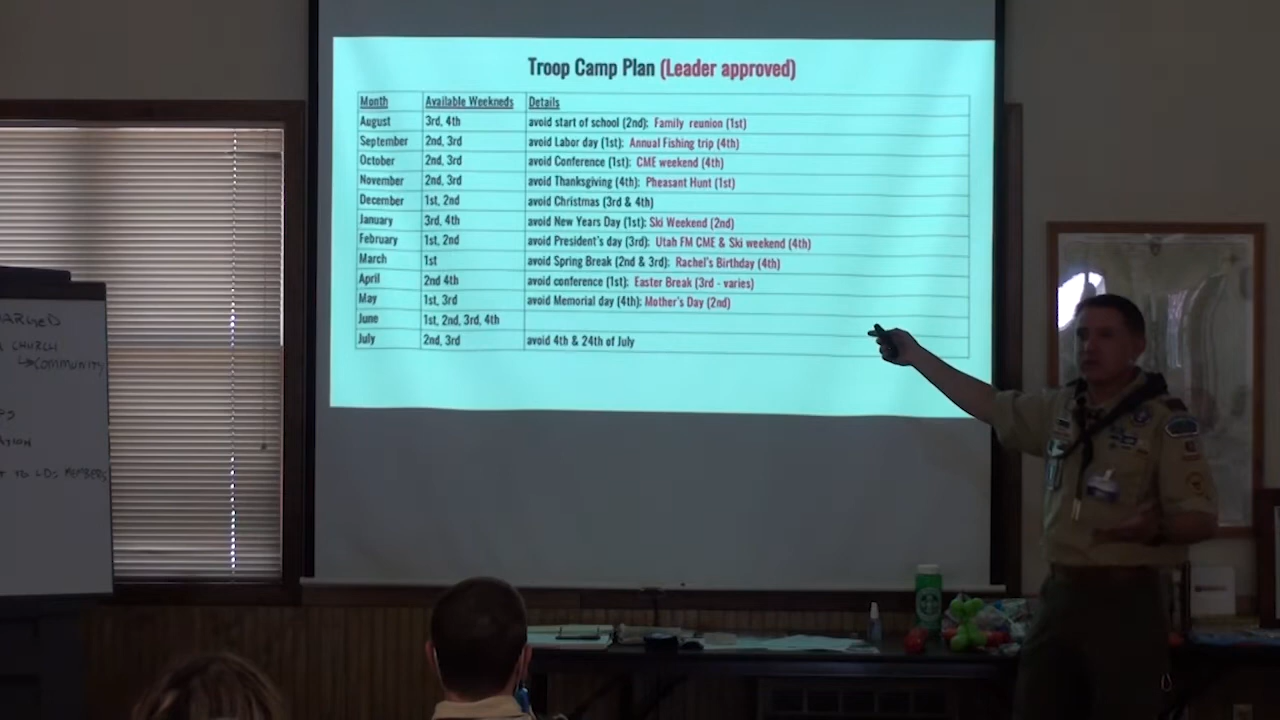 Troop Camp Plan (Leader approved)
Month Available Weekneds Details
August 3rd, 4th avoid start of school (2nd); Family reunion (1st)
September 2nd, 3rd avoid Labor day (1st); Annual Fishing trip (4th)
October 2nd, 3rd avoid Conference (1st); CME weekend (4th)
November 2nd, 3rd avoid Thanksgiving (4th); Pheasant Hunt (1st)
December 1st, 2nd avoid Christmas (3rd & 4th)
January 3rd, 4th avoid New Years Day (1st); Ski Weekend (2nd)
February 1st, 2nd avoid President's day (3rd); Utah FM CME & Ski weekend (4th)
March 1st avoid Spring Break (2nd & 3rd); Rachel's Birthday (4th)
April 2nd 4th avoid conference (1st); Easter Break (3rd - varies)
May 1st, 3rd avoid Memorial day (4th); Mother's Day (2nd)
June 1st, 2nd, 3rd, 4th
July 2nd, 3rd avoid 4th & 24th of July
CHURCH
↳Community
TO LDS MEMBERS